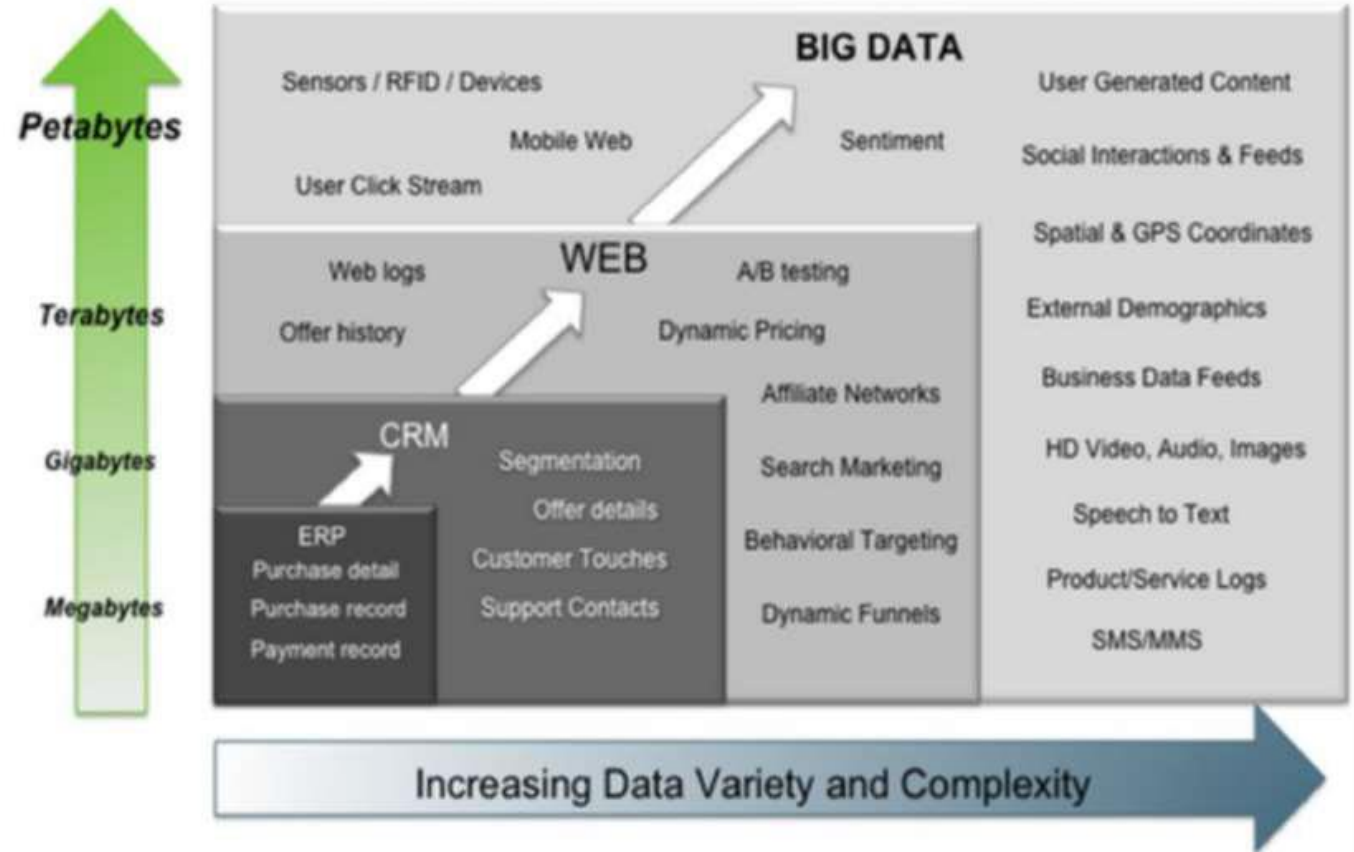 BIG DATA
Sensors / RFID / Devices
User Generated Content
Petabytes
Mobile Web
Sentiment
Social Interactions & Feeds
User Click Stream
Spatial & GPS Coordinates
WEB
Web logs
A/B testing
Terabytes
External Demographics
Offer history
Dynamic Pricing
Business Data Feeds
Affiliate Networks
CRM
HD Video, Audio, Images
Gigabytes
Segmentation
Search Marketing
Offer details
Speech to Text
ERP
Behavioral Targeting
Customer Touches
Purchase detail
Product/Service Logs
Megabytes
Purchase record
Support Contacts
Dynamic Funnels
SMS/MMS
Payment record
Increasing Data Variety and Complexity